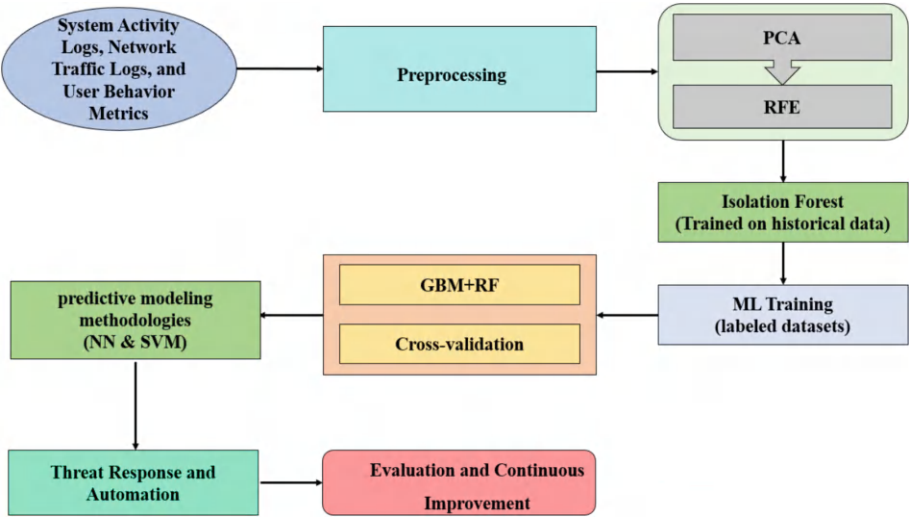 System Activity
Logs, Network
Traffic Logs, and
User Behavior
Metrics
Preprocessing
PCA
RFE
Isolation Forest
(Trained on historical data)
ML Training
(labeled datasets)
GBM+RF
Cross-validation
predictive modeling
methodologies
(NN & SVM)
Threat Response and
Automation
Evaluation and Continuous
Improvement